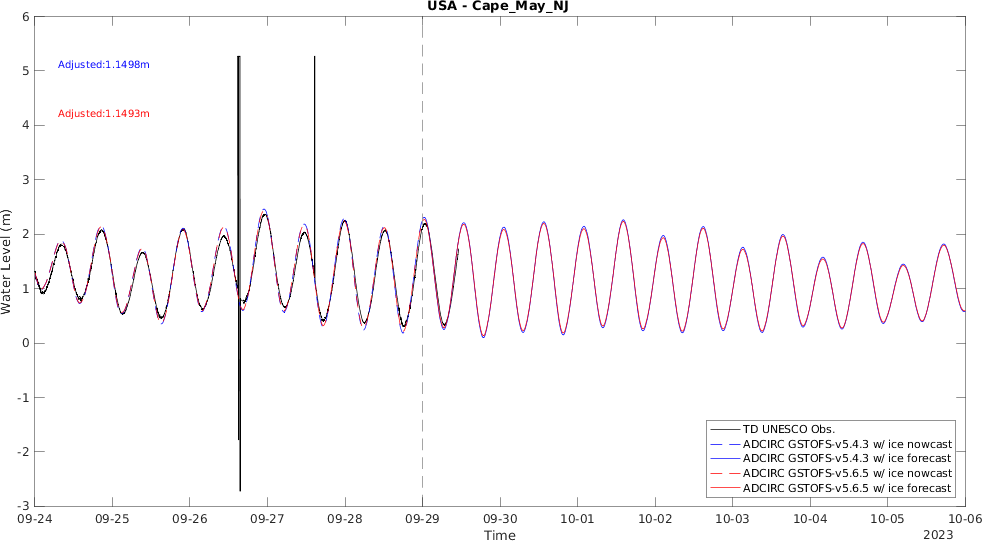 USA - Cape_May_NJ
6
5
4
3
2
1
0
-1
-2
-3
Water Level (m)
Adjusted:1.1498m
Adjusted:1.1493m
TD UNESCO Obs.
ADCIRC GSTOFS-v5.4.3 w/ ice nowcast
ADCIRC GSTOFS-v5.4.3 w/ ice forecast
ADCIRC GSTOFS-v5.6.5 w/ ice nowcast
ADCIRC GSTOFS-v5.6.5 w/ ice forecast
09-24 09-25 09-26 09-27 09-28 09-29 09-30 10-01 10-02 10-03 10-04 10-05 10-06
Time
2023